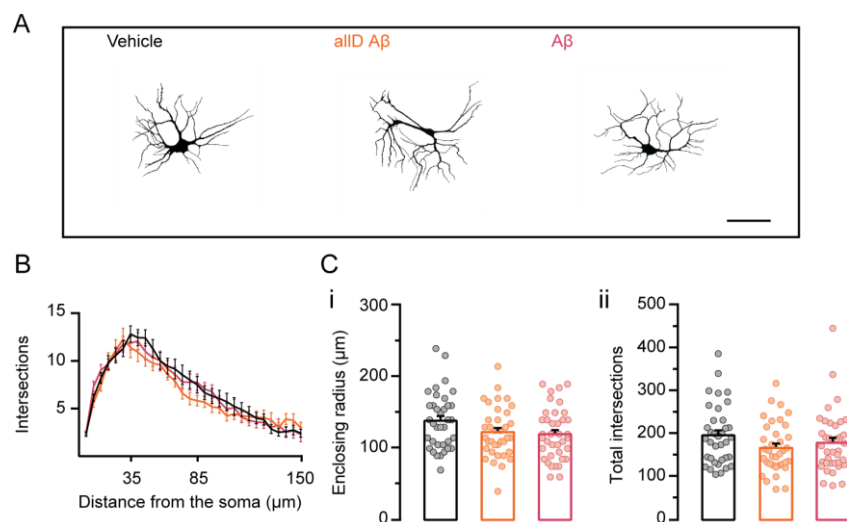 A
Vehicle allD Aβ Aβ
B
15
10
5
Intersections
35 85 150
Distance from the soma (μm)
C
i
300
200
100
0
Enclosing radius (μm)
ii
500
400
300
200
100
0
Total intersections